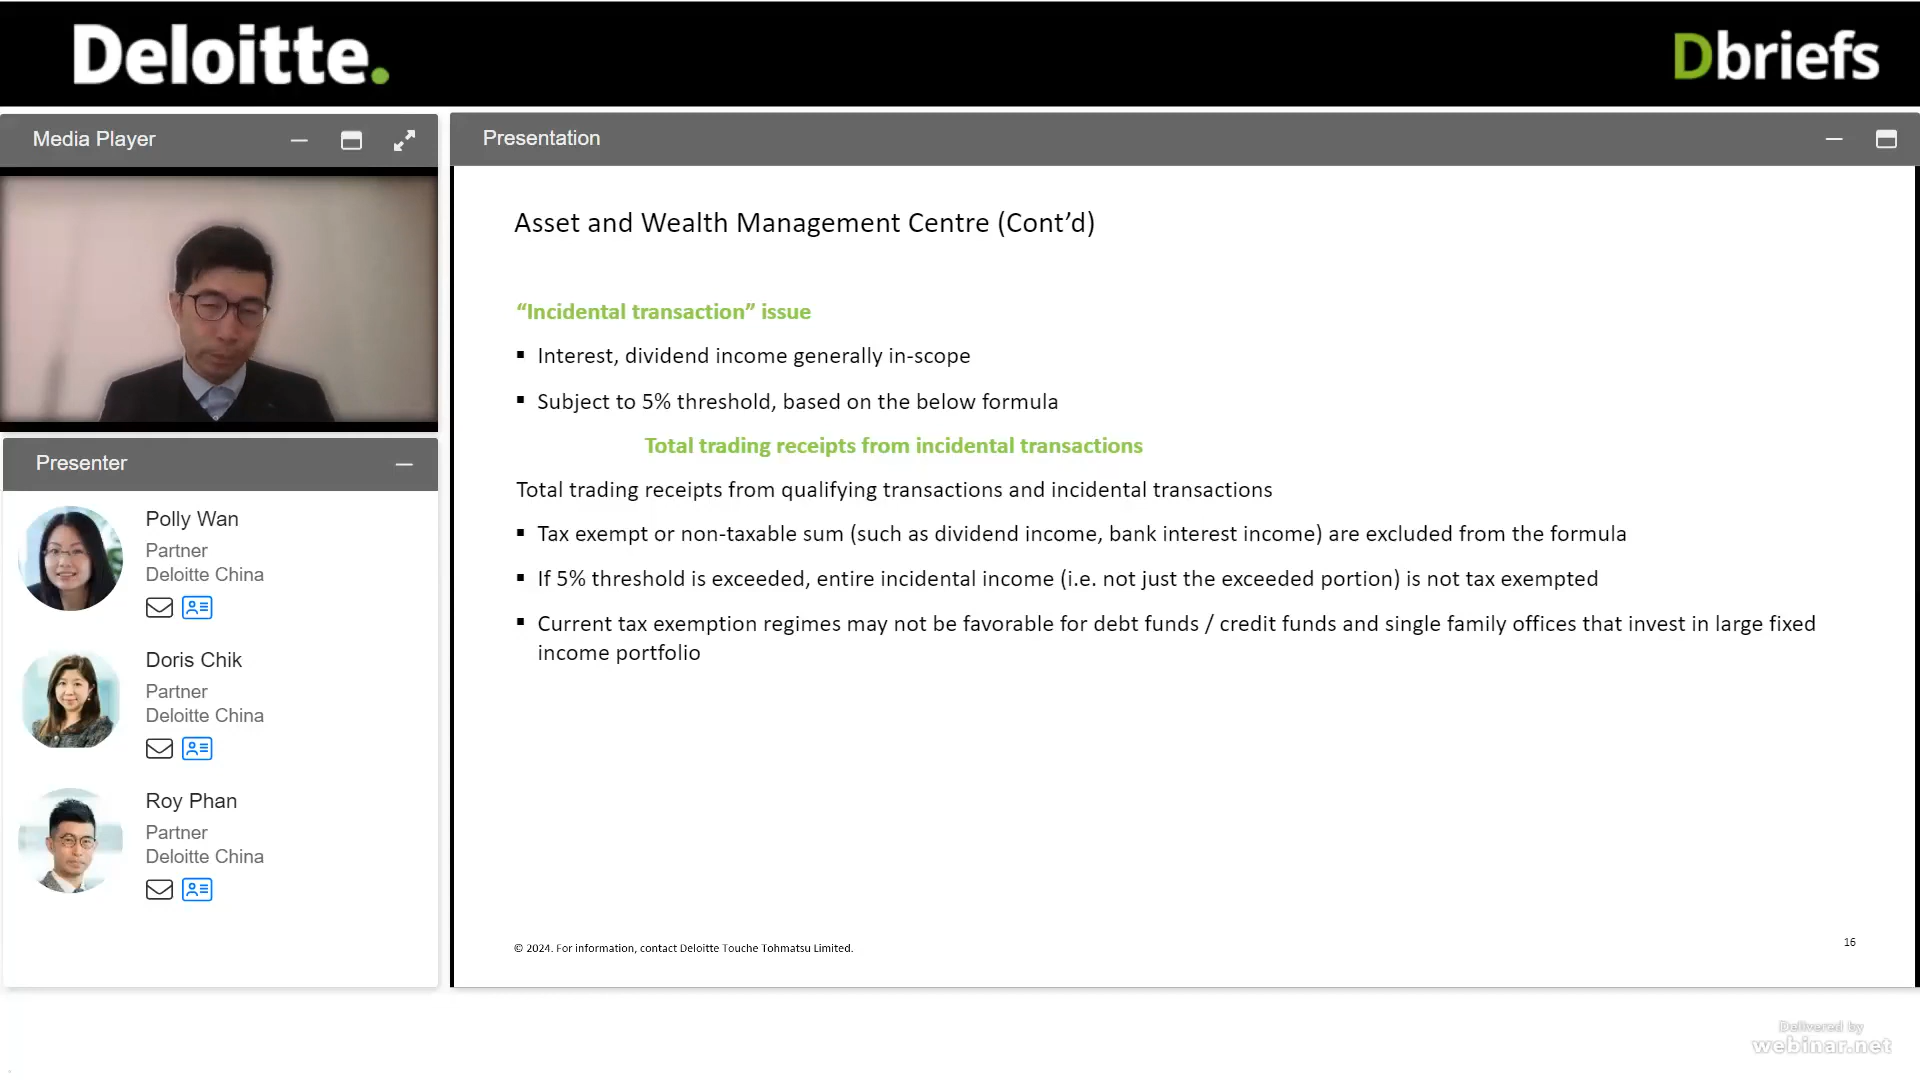 Deloitte.
Dbriefs
Media Player
Presenter
Polly Wan
Partner
Deloitte China
Doris Chik
Partner
Deloitte China
Roy Phan
Partner
Deloitte China
Presentation
Asset and Wealth Management Centre (Cont’d)
“Incidental transaction” issue
▪ Interest, dividend income generally in-scope
▪ Subject to 5% threshold, based on the below formula
Total trading receipts from incidental transactions
Total trading receipts from qualifying transactions and incidental transactions
▪ Tax exempt or non-taxable sum (such as dividend income, bank interest income) are excluded from the formula
▪ If 5% threshold is exceeded, entire incidental income (i.e. not just the exceeded portion) is not tax exempted
▪ Current tax exemption regimes may not be favorable for debt funds / credit funds and single family offices that invest in large fixed
income portfolio
© 2024. For information, contact Deloitte Touche Tohmatsu Limited.
16
Delivered by
webinar.net